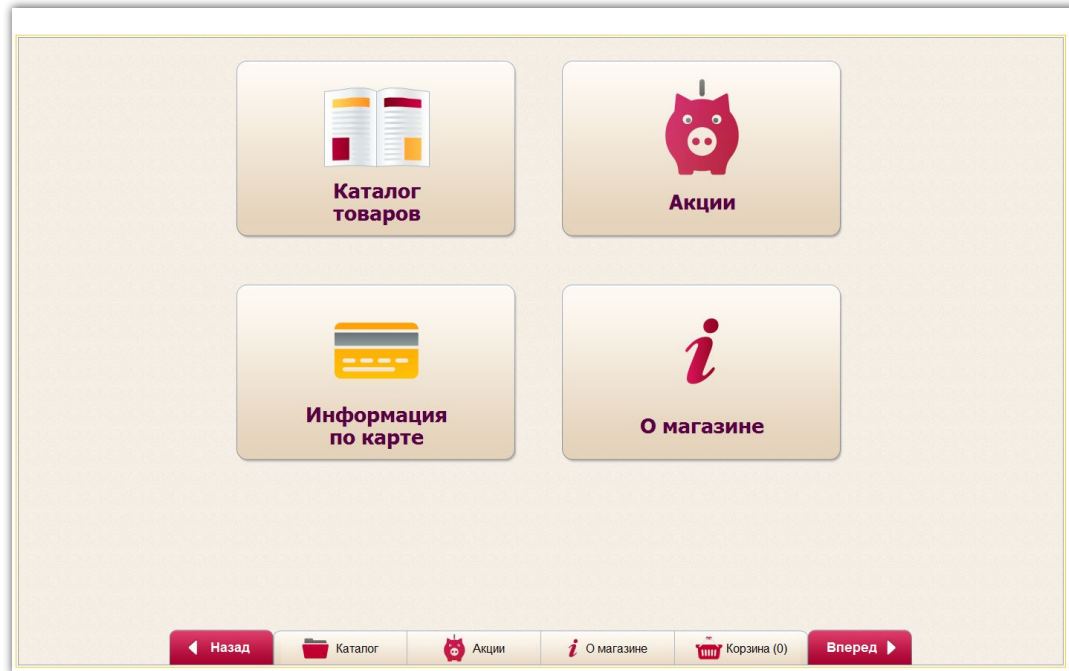 Каталог
товаров
Акции
Информация
по карте
О магазине
Назад
Каталог
Акции
О магазине
Корзина (0)
Вперед